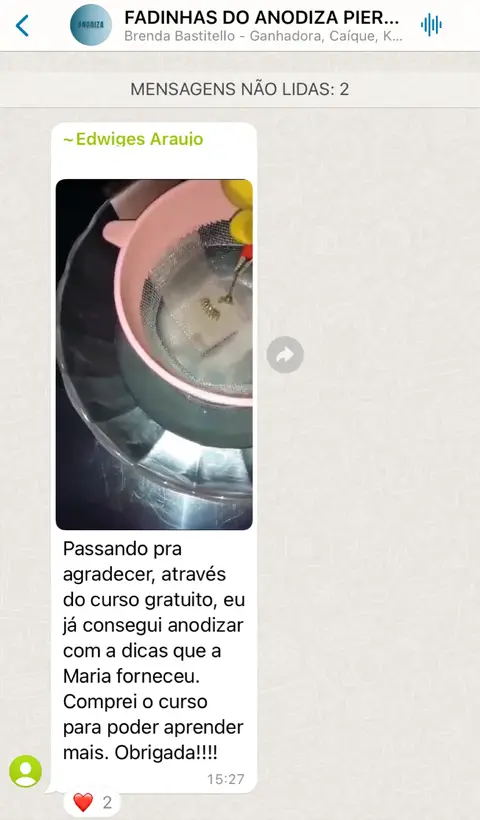 FADINHAS DO ANODIZA PIER...
ANODIZA
Brenda Bastitello - Ganhadora, Caíque, K...
MENSAGENS NÃO LIDAS: 2
~Edwiges Araujo
Passando pra
agradecer, através
do curso gratuito, eu
já consegui anodizar
com a dicas que a
Maria forneceu.
Comprei o curso
para poder aprender
mais. Obrigada!!!!
15:27
❤️ 2